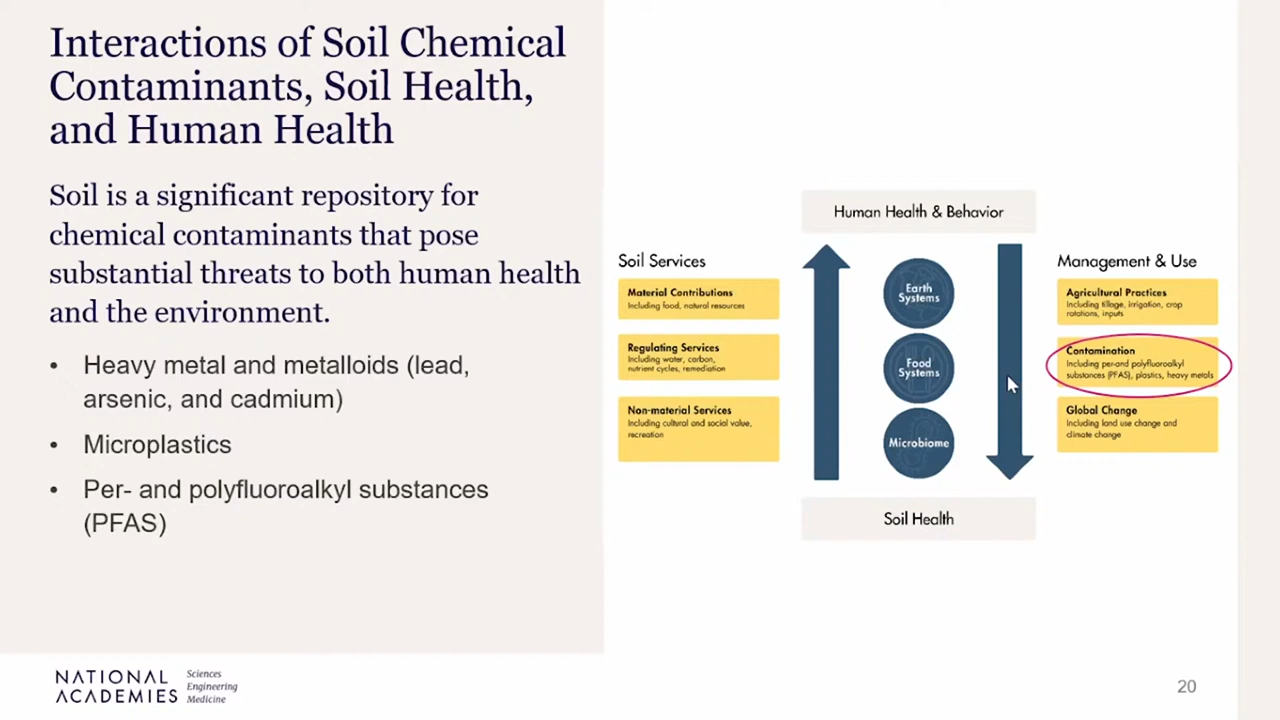 Interactions of Soil Chemical
Contaminants, Soil Health,
and Human Health
Soil is a significant repository for
chemical contaminants that pose
substantial threats to both human health
and the environment.
• Heavy metal and metalloids (lead,
arsenic, and cadmium)
• Microplastics
• Per- and polyfluoroalkyl substances
(PFAS)
Human Health & Behavior
Soil Services
Material Contributions
Including food, natural resources
Regulating Services
Including water, carbon,
nutrient cycles, remediation
Non-material Services
Including cultural and social value,
recreation
Earth
Systems
Food
Systems
Microbiome
Management & Use
Agricultural Practices
Including tillage, irrigation, crop
rotations, inputs
Contamination
Including per-and polyfluoroalkyl
substances (PFAS), plastics, heavy metals
Global Change
Including land use change and
climate change
Soil Health
NATIONAL
ACADEMIES
Sciences
Engineering
Medicine
20